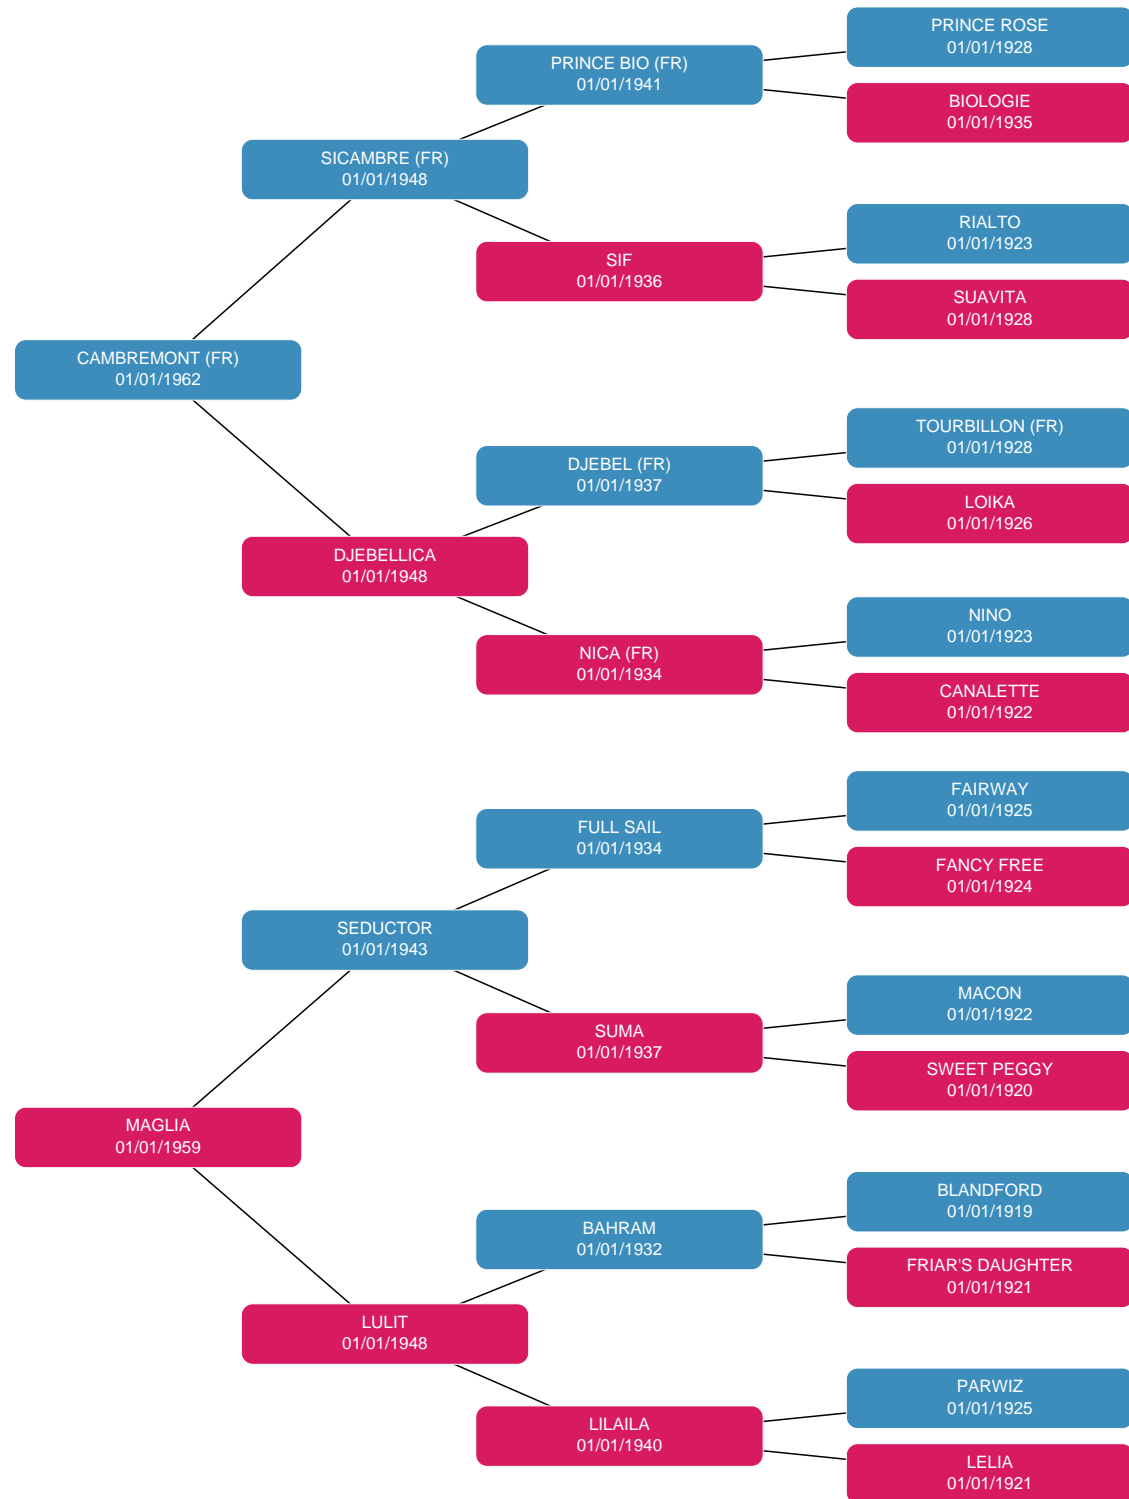 PRINCE ROSE
01/01/1928
PRINCE BIO (FR)
01/01/1941
BIOLOGIE
01/01/1935
SICAMBRE (FR)
01/01/1948
RIALTO
01/01/1923
SIF
01/01/1936
SUAVITA
01/01/1928
CAMBREMONT (FR)
01/01/1962
TOURBILLON (FR)
01/01/1928
DJEBEL (FR)
01/01/1937
LOIKA
01/01/1926
DJEBELLICA
01/01/1948
NINO
01/01/1923
NICA (FR)
01/01/1934
CANALETTE
01/01/1922
FAIRWAY
01/01/1925
FULL SAIL
01/01/1934
FANCY FREE
01/01/1924
SEDUCTOR
01/01/1943
MACON
01/01/1922
SUMA
01/01/1937
SWEET PEGGY
01/01/1920
MAGLIA
01/01/1959
BLANDFORD
01/01/1919
BAHRAM
01/01/1932
FRIAR'S DAUGHTER
01/01/1921
LULIT
01/01/1948
PARWIZ
01/01/1925
LILAILA
01/01/1940
LELIA
01/01/1921